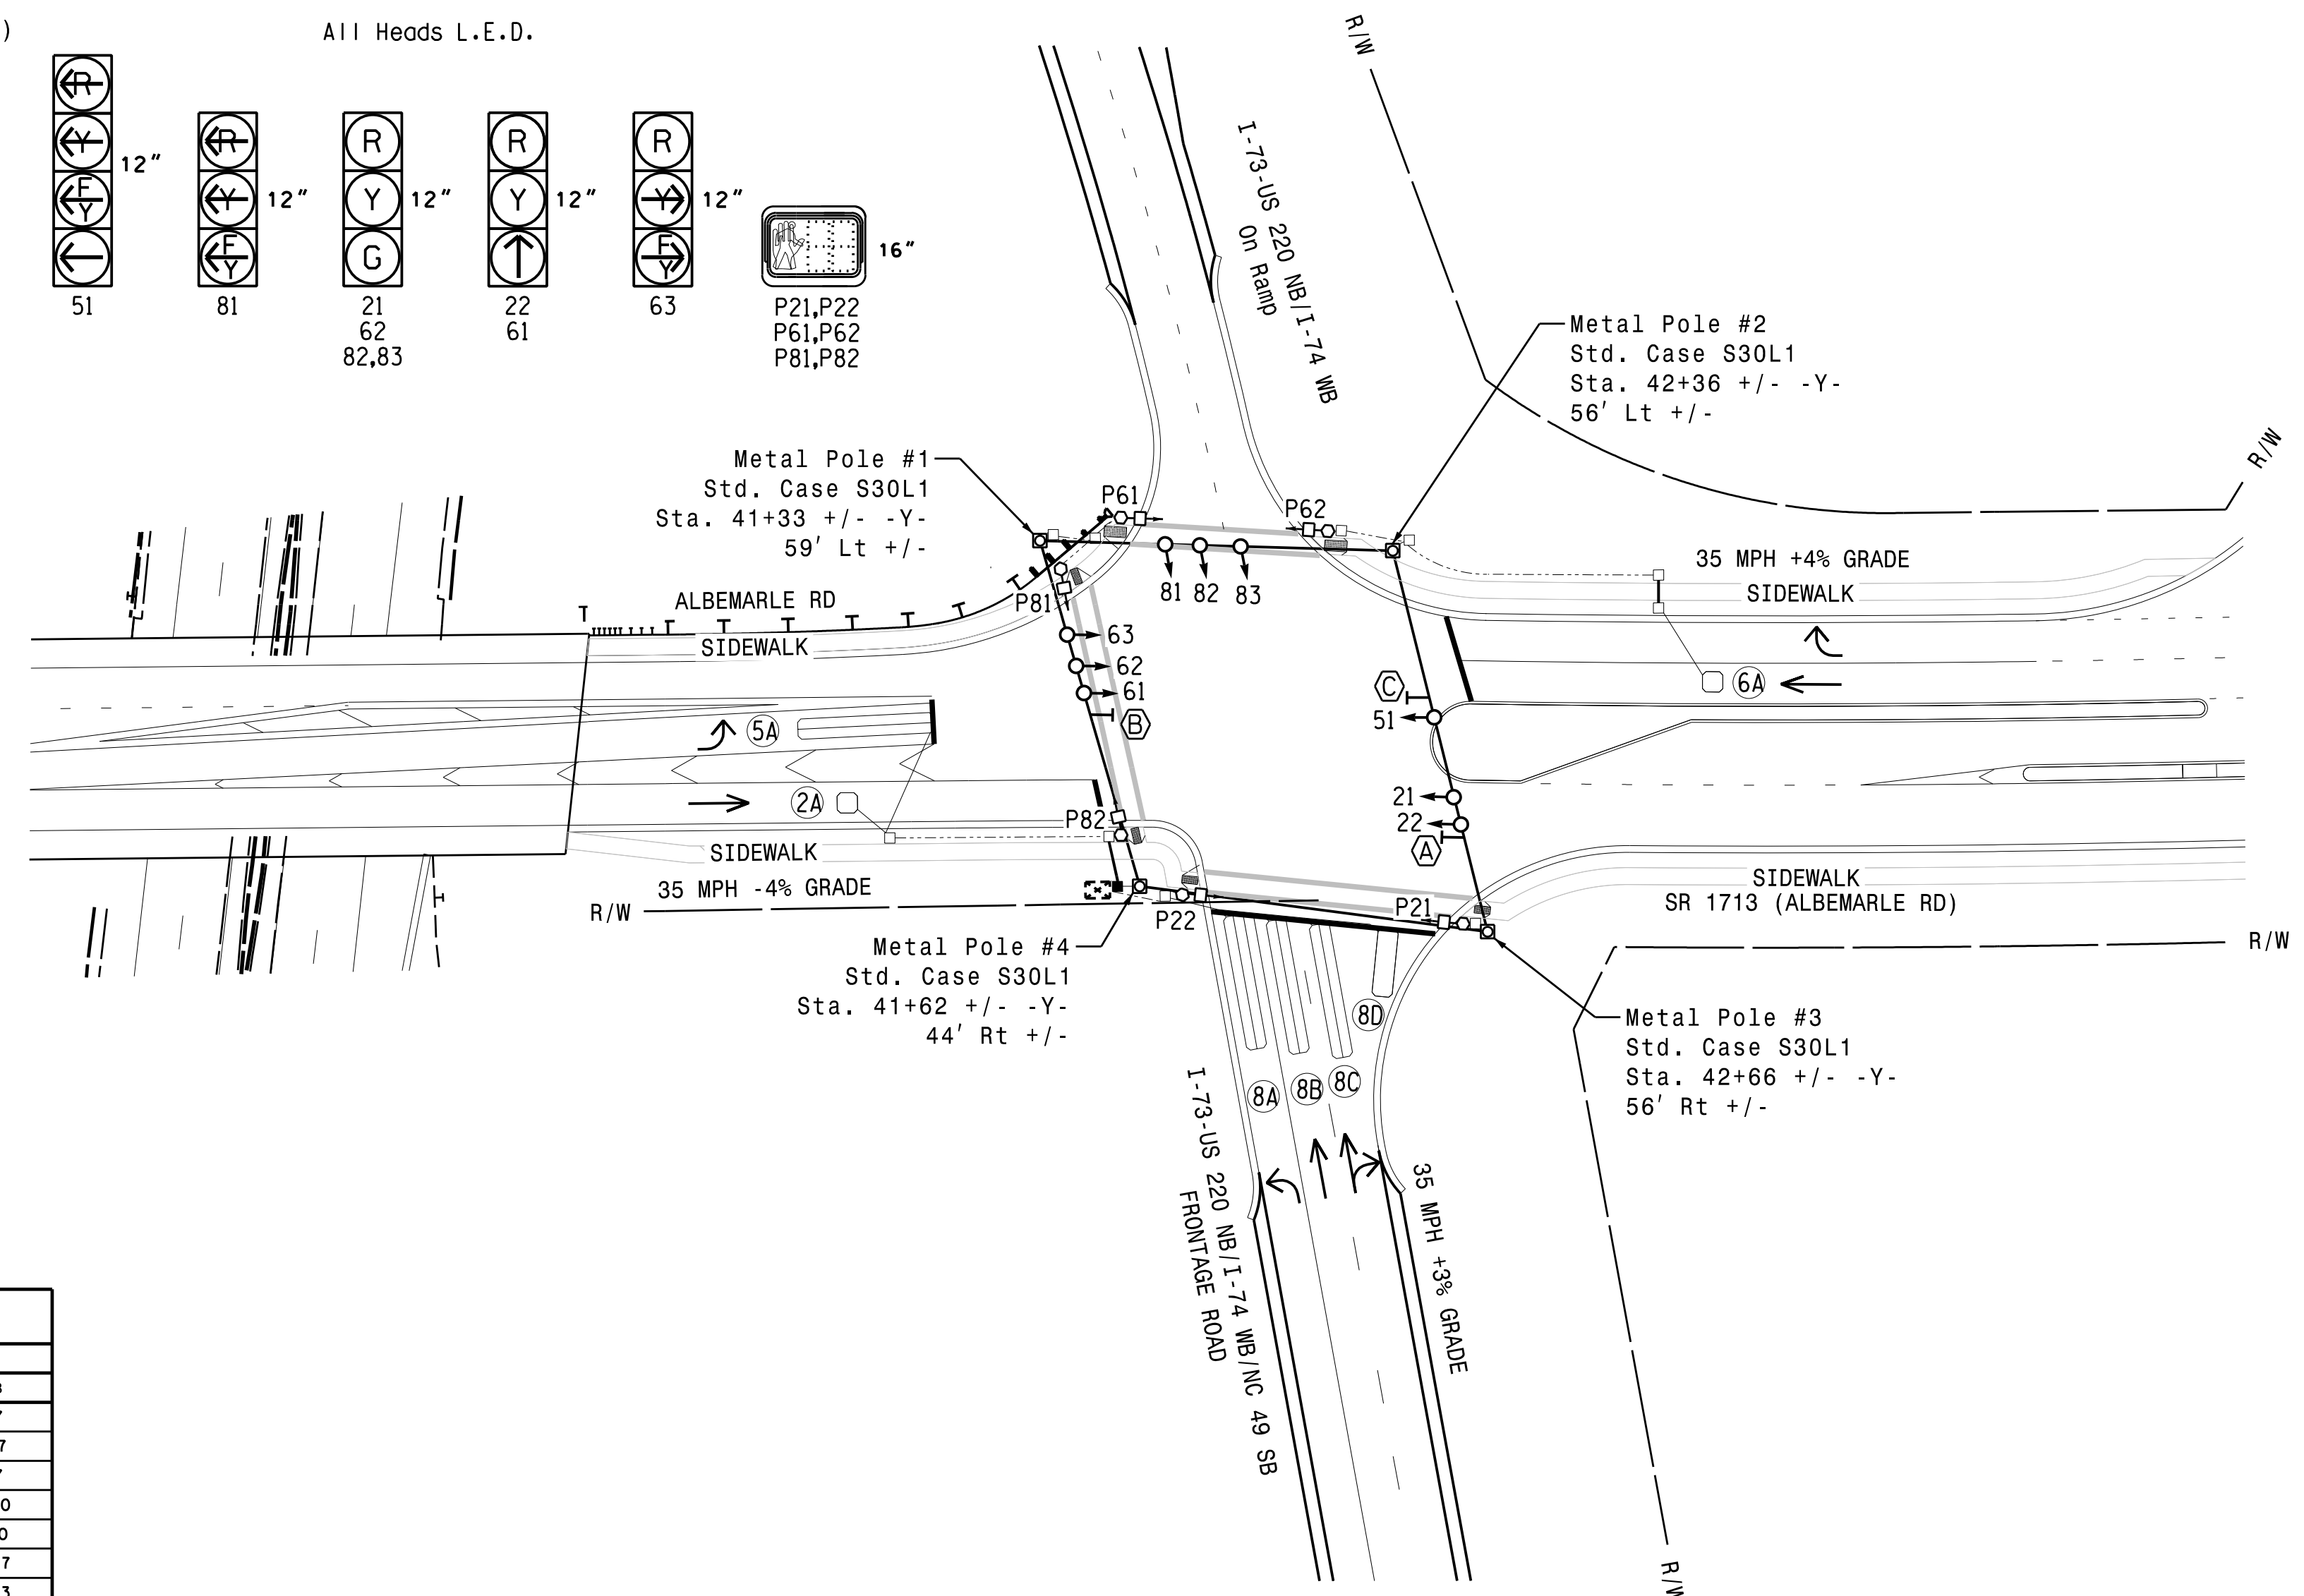 )
All Heads L.E.D.
R
Y
F
Y
12"
51
R
Y
F
Y
12"
81
R
Y
G
12"
21
62
82,83
R
Y
12"
22
61
R
Y
F
Y
12"
63
16"
P21,P22
P61,P62
P81,P82
R/W
I-73-US 220 NB/I-74 WB
On Ramp
Metal Pole #2
Std. Case S30L1
Sta. 42+36 +/- -Y-
56' Lt +/-
Metal Pole #1
Std. Case S30L1
Sta. 41+33 +/- -Y-
59' Lt +/-
R/W
P61
P62
81 82 83
35 MPH +4% GRADE
SIDEWALK
ALBEMARLE RD
SIDEWALK
P81
63
62
61
B
C
51
6A
5A
2A
21
22
A
P82
SIDEWALK
35 MPH -4% GRADE
R/W
P22
P21
SIDEWALK
SR 1713 (ALBEMARLE RD)
R/W
Metal Pole #4
Std. Case S30L1
Sta. 41+62 +/- -Y-
44' Rt +/-
Metal Pole #3
Std. Case S30L1
Sta. 42+66 +/- -Y-
56' Rt +/-
8D
8A
8B
8C
I-73-US 220 NB/I-74 WB/NC 49 SB
FRONTAGE ROAD
35 MPH +3% GRADE
R/W